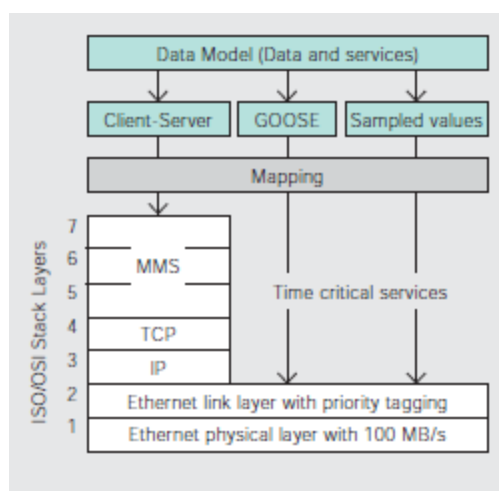 Data Model (Data and services)
Client-Server
GOOSE
Sampled values
Mapping
ISO/OSI Stack Layers
7
6
5
4
3
2
1
MMS
TCP
IP
Time critical services
Ethernet link layer with priority tagging
Ethernet physical layer with 100 MB/s